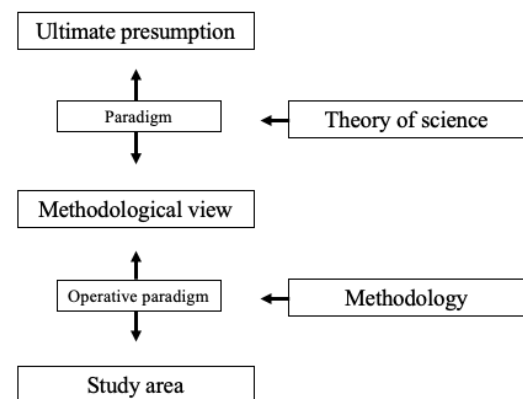 Ultimate presumption
Paradigm
Theory of science
Methodological view
Operative paradigm
Methodology
Study area